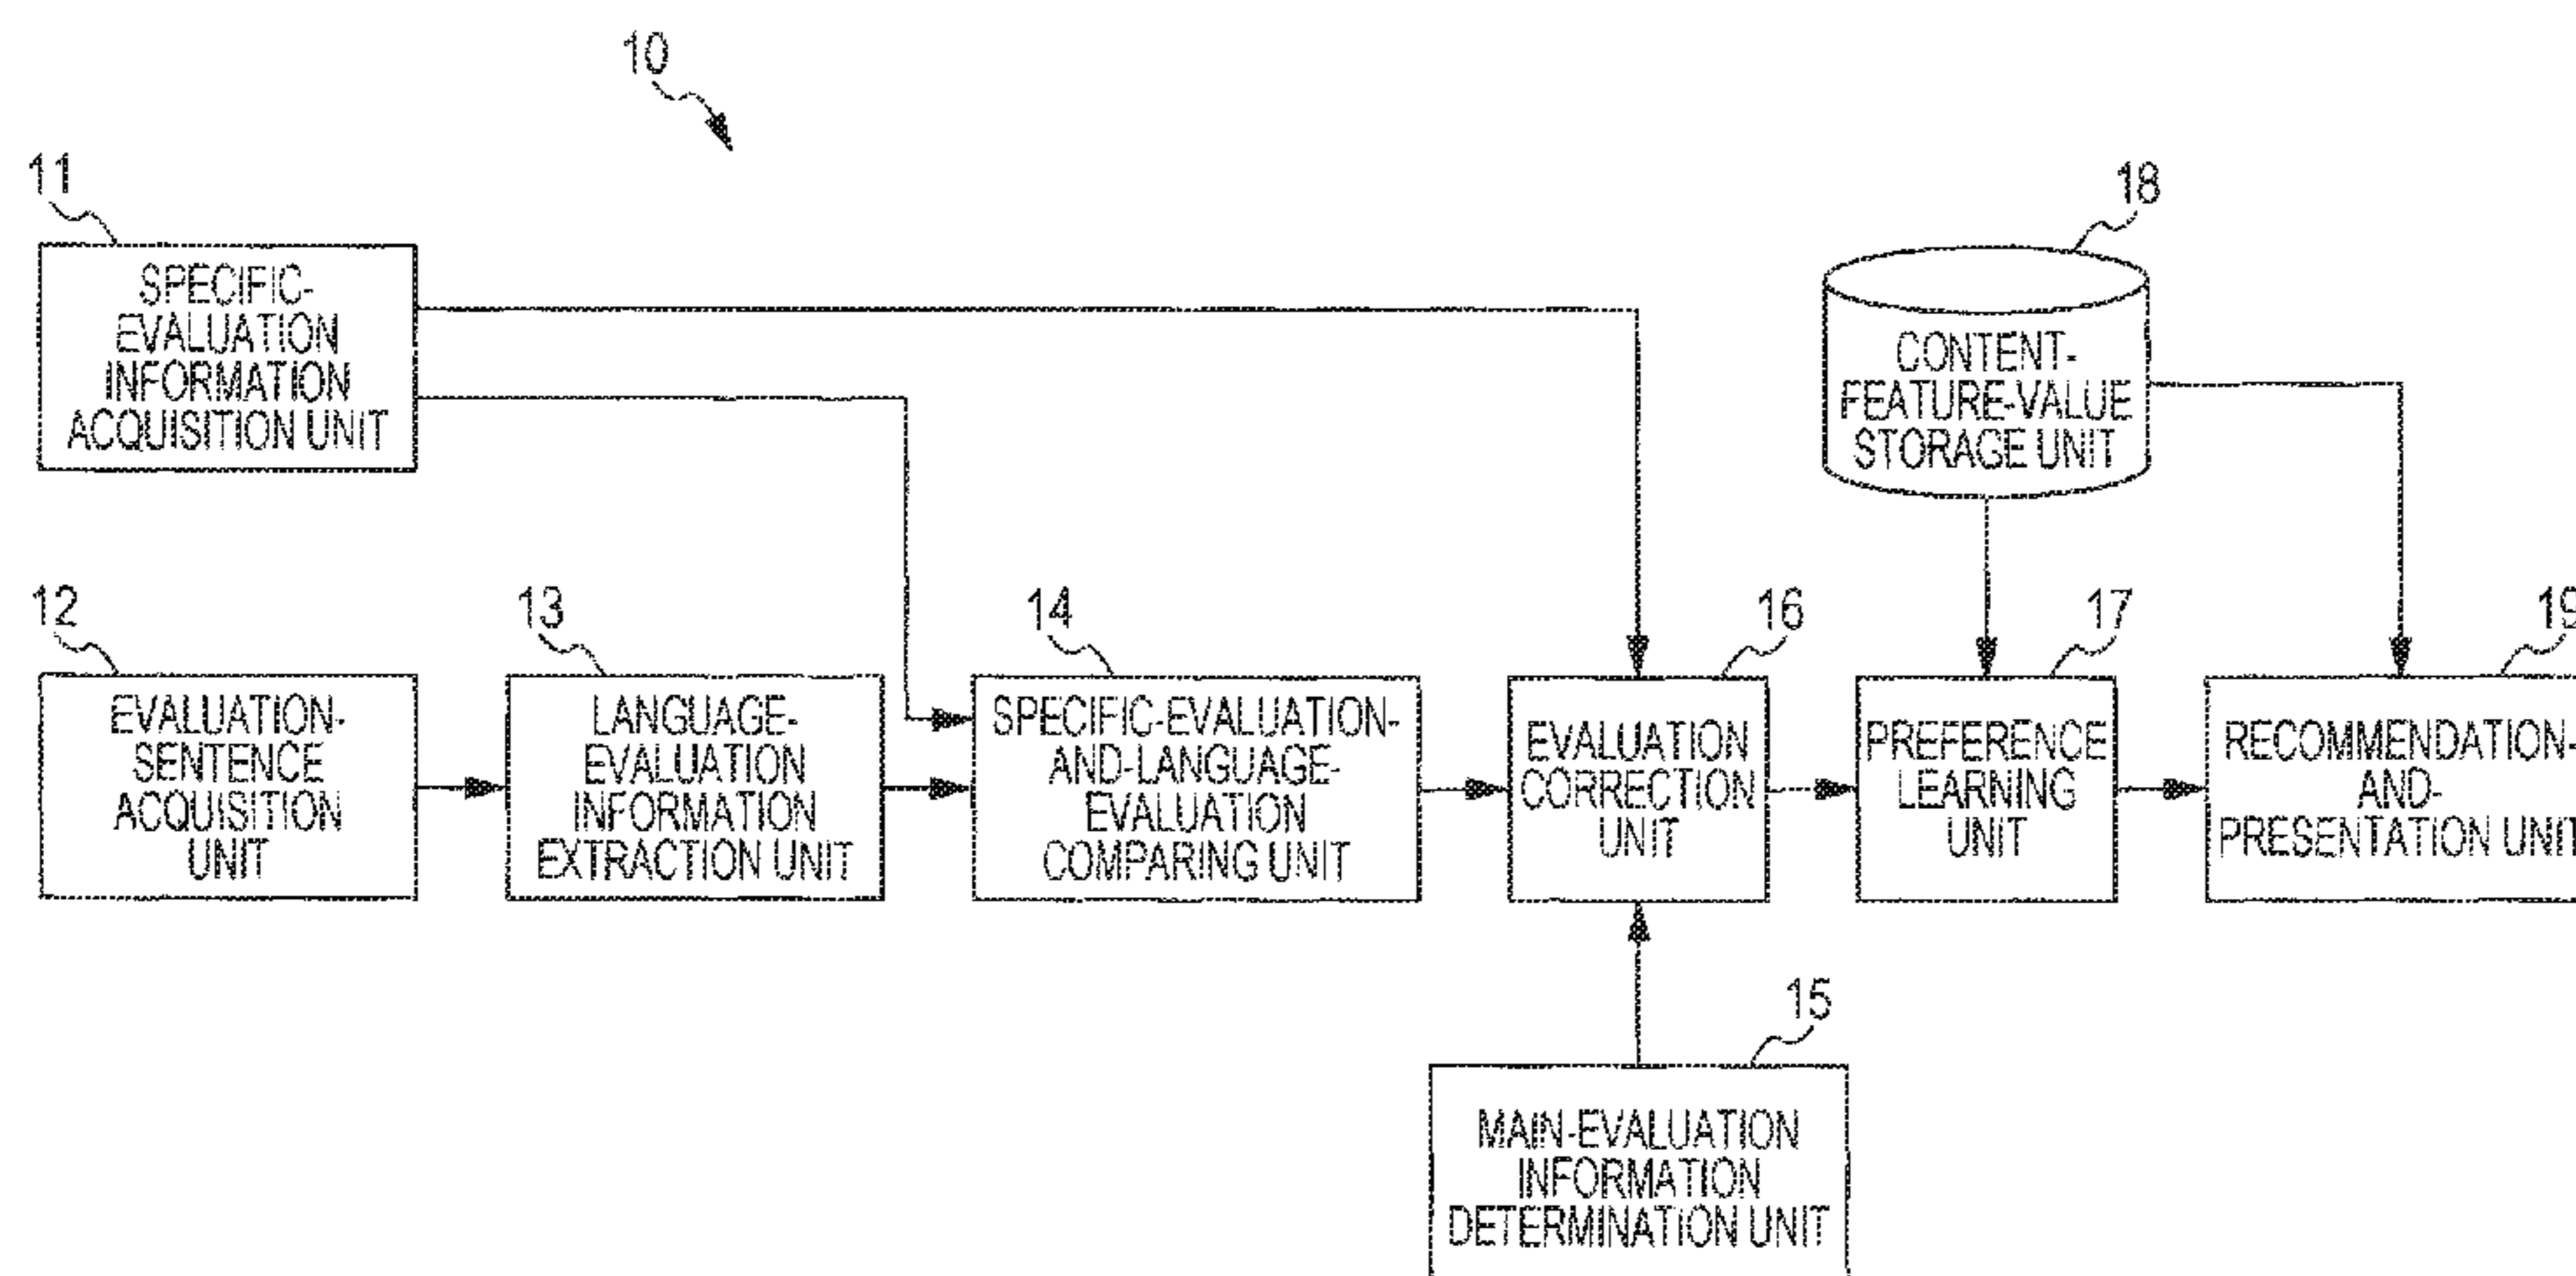 10
11
SPECIFIC-
EVALUATION
INFORMATION
ACQUISITION UNIT
18
CONTENT-
FEATURE-VALUE
STORAGE UNIT
12
EVALUATION-
SENTENCE
ACQUISITION
UNIT
13
LANGUAGE-
EVALUATION
INFORMATION
EXTRACTION UNIT
14
SPECIFIC-EVALUATION-
AND-LANGUAGE-
EVALUATION
COMPARING UNIT
16
EVALUATION
CORRECTION
UNIT
17
PREFERENCE
LEARNING
UNIT
19
RECOMMENDATION-
AND-
PRESENTATION UNIT
15
MAIN-EVALUATION
INFORMATION
DETERMINATION UNIT